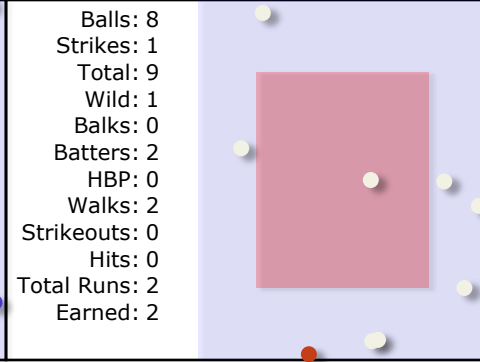 Balls: 8
Strikes: 1
Total: 9
Wild: 1
Balks: 0
Batters: 2
HBP: 0
Walks: 2
Strikeouts: 0
Hits: 0
Total Runs: 2
Earned: 2